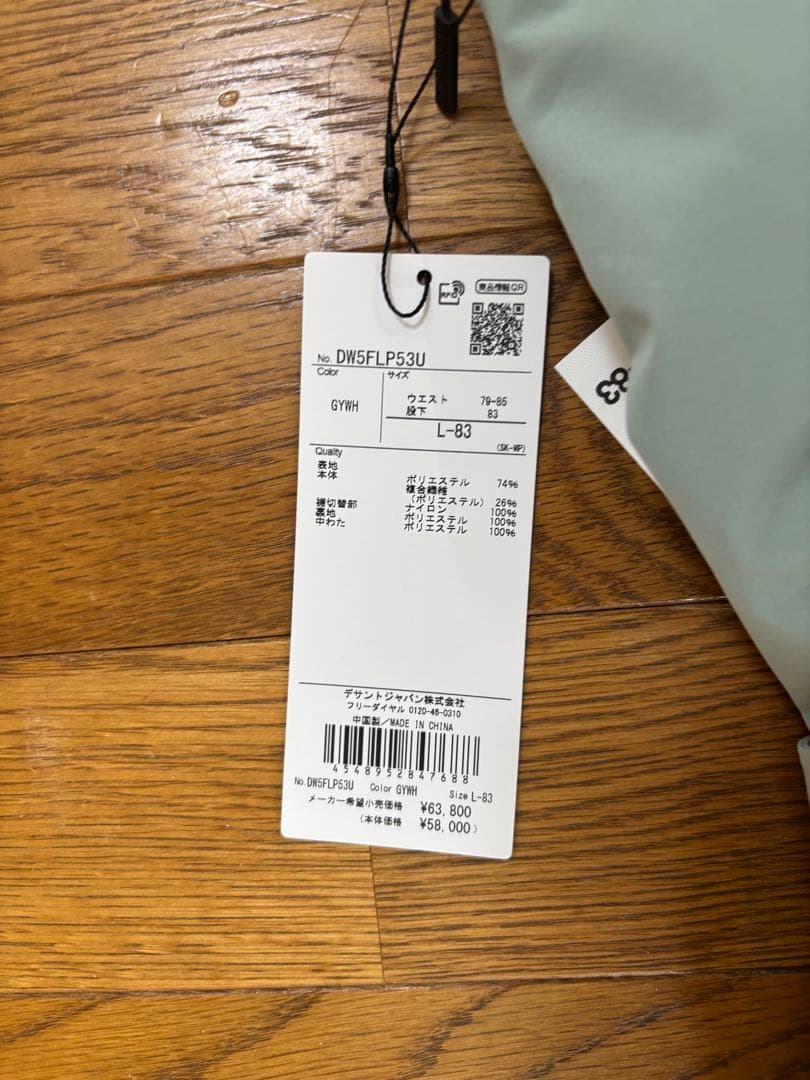 RFID 商品情報QR
No. DW5FLP53U
Color サイズ
GYWH ウエスト 79-85
股下 83
L-83
(SK-WP)
Quality
表地
本体 ポリエステル 74%
複合繊維
(ポリエステル) 26%
裾切替部 ナイロン 100%
裏地 ポリエステル 100%
中わた ポリエステル 100%
デサントジャパン株式会社
フリーダイヤル 0120-46-0310
中国製/MADE IN CHINA
4548952847688
No. DW5FLP53U Color GYWH Size L-83
メーカー希望小売価格 ¥63,800
(本体価格 ¥58,000)
83